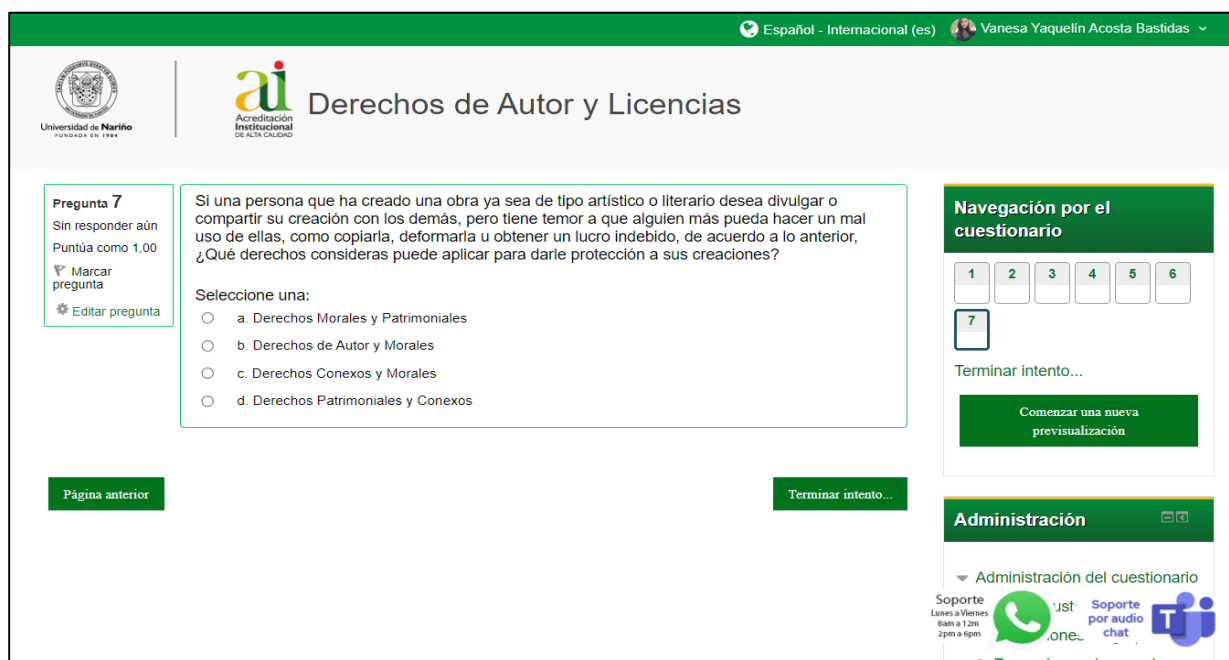 Español - Internacional (es) Vanesa Yaquelín Acosta Bastidas
Universidad de Nariño
FUNDADA EN 1904
ai
Acreditación
Institucional
DE ALTA CALIDAD
Derechos de Autor y Licencias
Pregunta 7
Sin responder aún
Puntúa como 1,00
Marcar
pregunta
Editar pregunta
Si una persona que ha creado una obra ya sea de tipo artístico o literario desea divulgar o
compartir su creación con los demás, pero tiene temor a que alguien más pueda hacer un mal
uso de ellas, como copiarla, deformarla u obtener un lucro indebido, de acuerdo a lo anterior,
¿Qué derechos consideras puede aplicar para darle protección a sus creaciones?
Seleccione una:
a. Derechos Morales y Patrimoniales
b. Derechos de Autor y Morales
c. Derechos Conexos y Morales
d. Derechos Patrimoniales y Conexos
Página anterior
Terminar intento...
Navegación por el
cuestionario
1 2 3 4 5 6
7
Terminar intento...
Comenzar una nueva
previsualización
Administración
Administración del cuestionario
Soporte
Lunes a Viernes
8am a 12m
2pm a 6pm
Soporte
por audio
chat
T